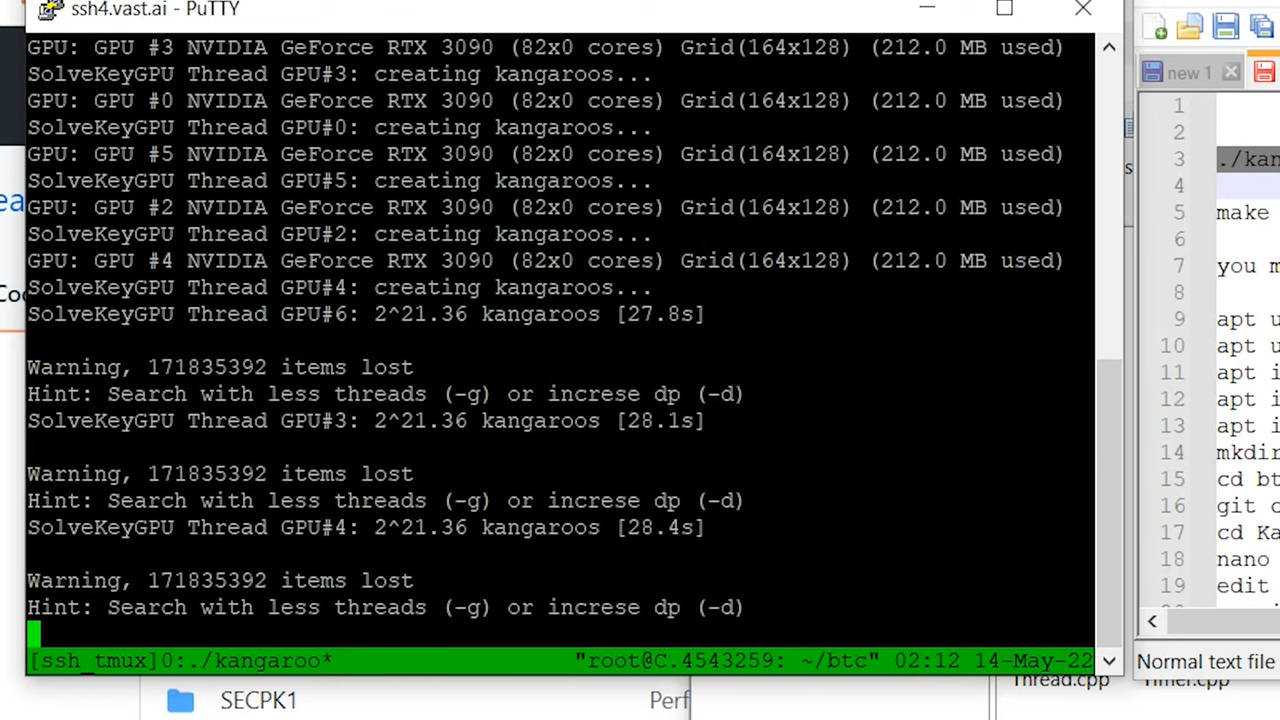 ssh4.vast.ai - PuTTY
GPU: GPU #3 NVIDIA GeForce RTX 3090 (82x0 cores) Grid(164x128) (212.0 MB used)
SolveKeyGPU Thread GPU#3: creating kangaroos...
GPU: GPU #0 NVIDIA GeForce RTX 3090 (82x0 cores) Grid(164x128) (212.0 MB used)
SolveKeyGPU Thread GPU#0: creating kangaroos...
GPU: GPU #5 NVIDIA GeForce RTX 3090 (82x0 cores) Grid(164x128) (212.0 MB used)
SolveKeyGPU Thread GPU#5: creating kangaroos...
GPU: GPU #2 NVIDIA GeForce RTX 3090 (82x0 cores) Grid(164x128) (212.0 MB used)
SolveKeyGPU Thread GPU#2: creating kangaroos...
GPU: GPU #4 NVIDIA GeForce RTX 3090 (82x0 cores) Grid(164x128) (212.0 MB used)
SolveKeyGPU Thread GPU#4: creating kangaroos...
SolveKeyGPU Thread GPU#6: 2^21.36 kangaroos [27.8s]
Warning, 171835392 items lost
Hint: Search with less threads (-g) or increse dp (-d)
SolveKeyGPU Thread GPU#3: 2^21.36 kangaroos [28.1s]
Warning, 171835392 items lost
Hint: Search with less threads (-g) or increse dp (-d)
SolveKeyGPU Thread GPU#4: 2^21.36 kangaroos [28.4s]
Warning, 171835392 items lost
Hint: Search with less threads (-g) or increse dp (-d)
[ssh_tmux]0:./kangaroo* "root@C.4543259: ~/btc" 02:12 14-May-22
new 1
1
2
3 ./kan
4
5 make
6
7 you m
8
9 apt u
10 apt u
11 apt i
12 apt i
13 apt i
14 mkdir
15 cd bt
16 git c
17 cd Ka
18 nano
19 edit
Normal text file
ea
Coo
SECPK1
Perf
Thread.cpp
Timer.cpp